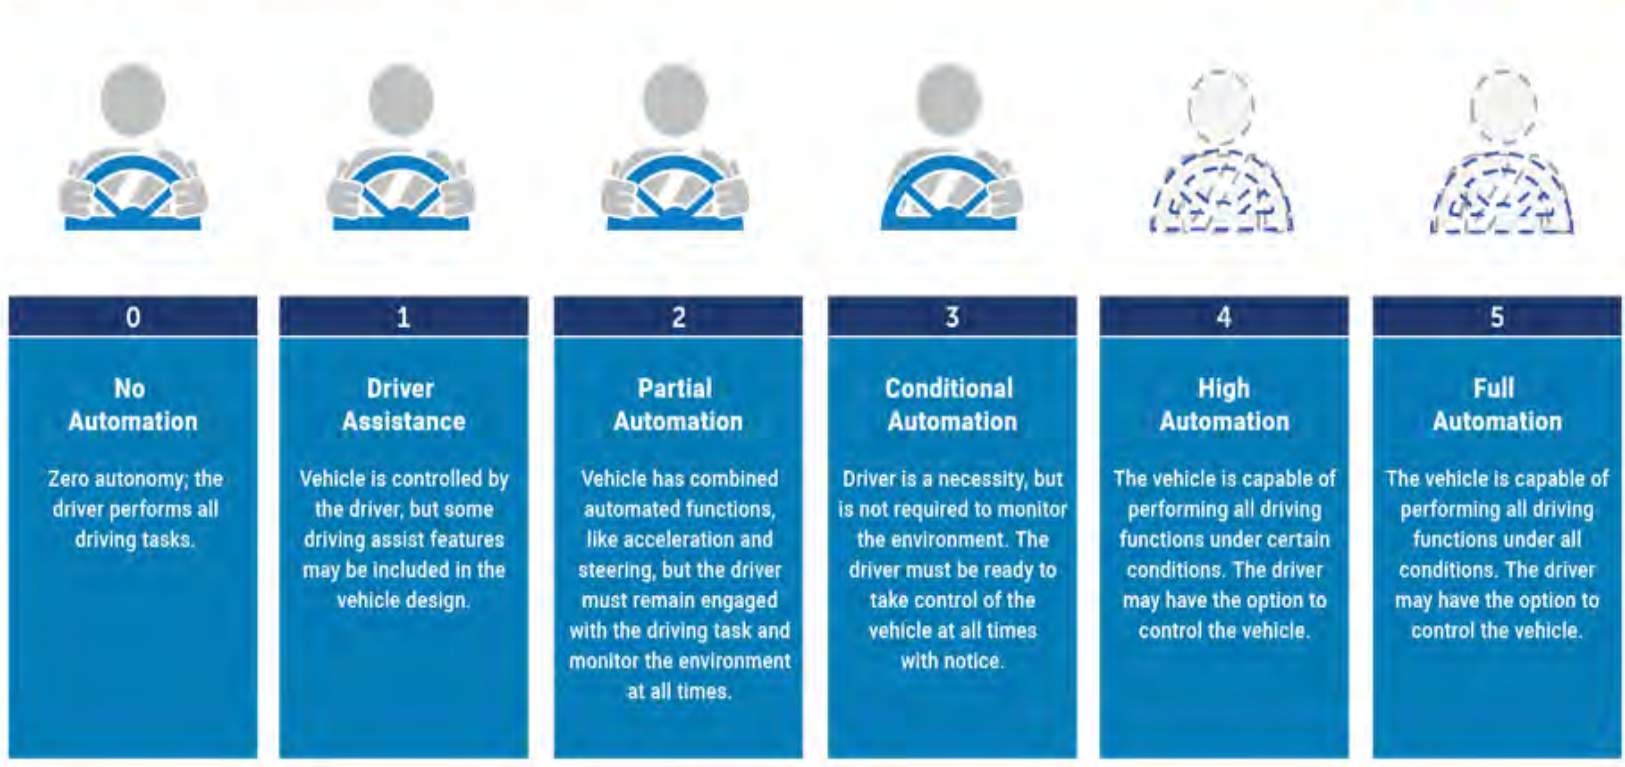 0
No
Automation
Zero autonomy; the
driver performs all
driving tasks.
1
Driver
Assistance
Vehicle is controlled by
the driver, but some
driving assist features
may be included in the
vehicle design.
2
Partial
Automation
Vehicle has combined
automated functions,
like acceleration and
steering, but the driver
must remain engaged
with the driving task and
monitor the environment
at all times.
3
Conditional
Automation
Driver is a necessity, but
is not required to monitor
the environment. The
driver must be ready to
take control of the
vehicle at all times
with notice.
4
High
Automation
The vehicle is capable of
performing all driving
functions under certain
conditions. The driver
may have the option to
control the vehicle.
5
Full
Automation
The vehicle is capable of
performing all driving
functions under all
conditions. The driver
may have the option to
control the vehicle.